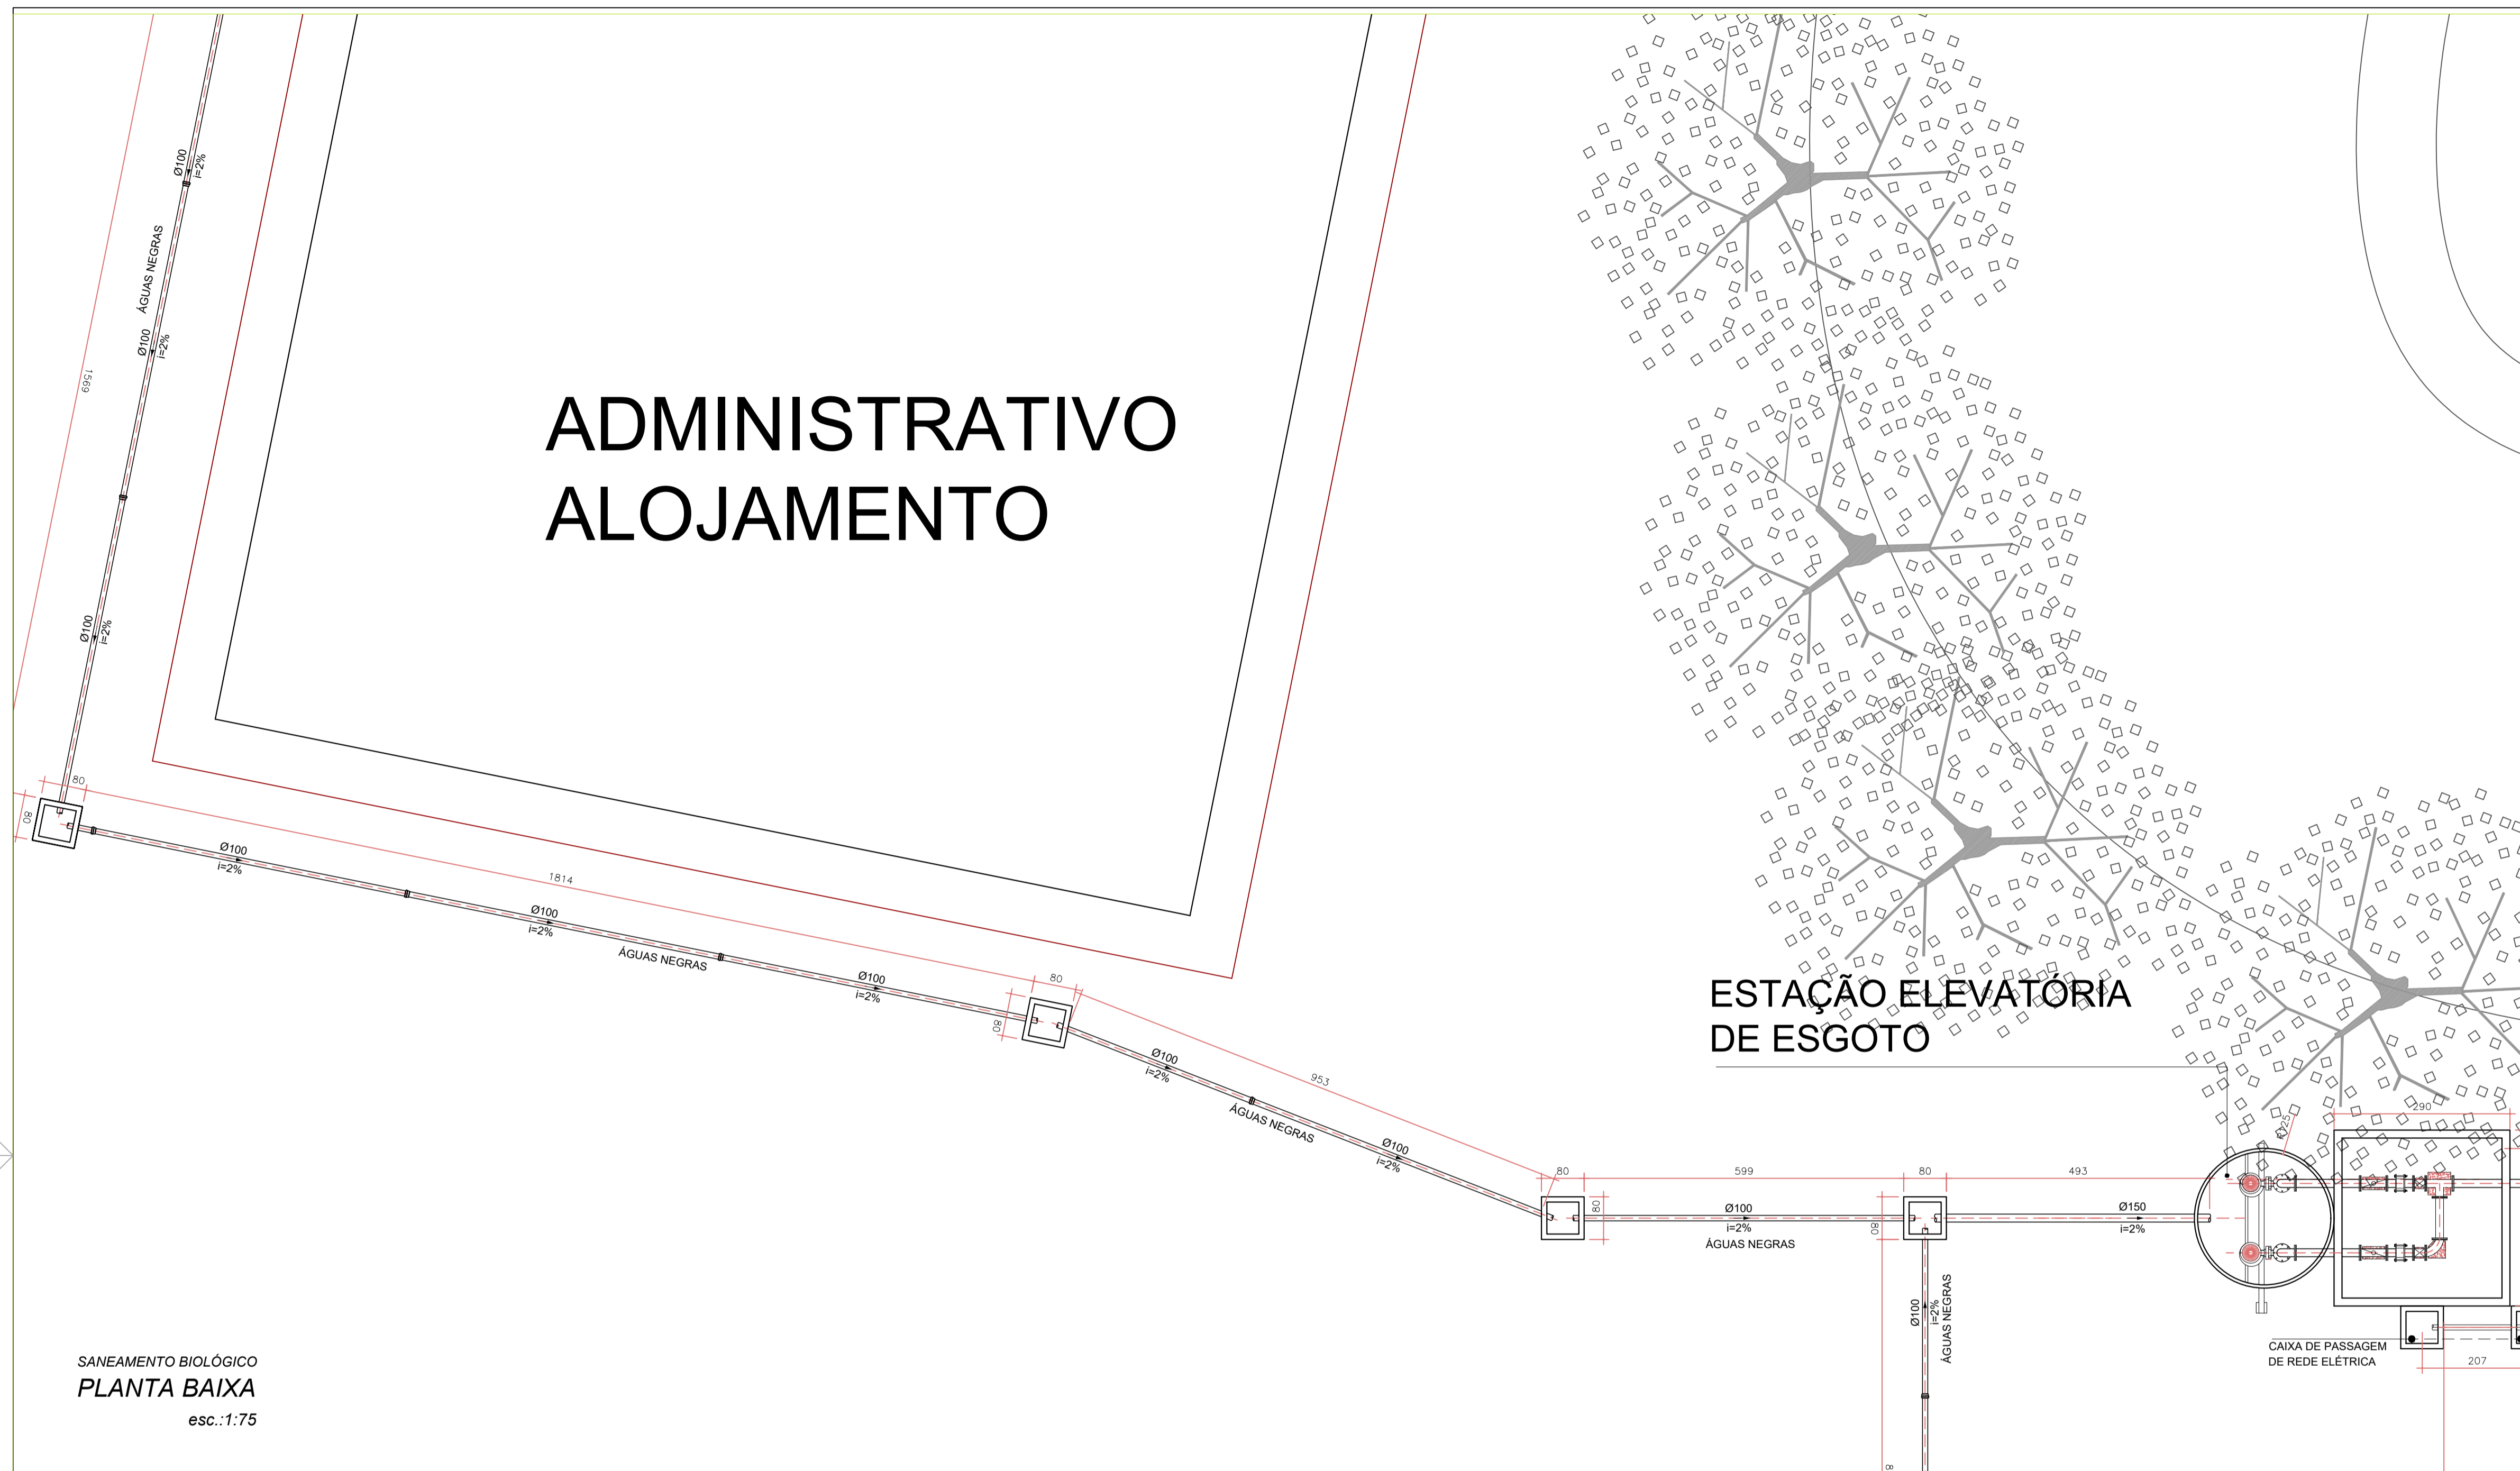 Ø100
i=2%
ÁGUAS NEGRAS
Ø100
i=2%
1569
Ø100
i=2%
ADMINISTRATIVO
ALOJAMENTO
80
80
Ø100
i=2%
1814
Ø100
i=2%
ÁGUAS NEGRAS
Ø100
i=2%
80
80
Ø100
i=2%
953
ÁGUAS NEGRAS
Ø100
i=2%
ESTAÇÃO ELEVATÓRIA
DE ESGOTO
80
599
80
493
80
80
Ø100
i=2%
ÁGUAS NEGRAS
Ø150
i=2%
290
Ø100
i=2%
ÁGUAS NEGRAS
CAIXA DE PASSAGEM
DE REDE ELÉTRICA
207
SANEAMENTO BIOLÓGICO
PLANTA BAIXA
esc.:1:75